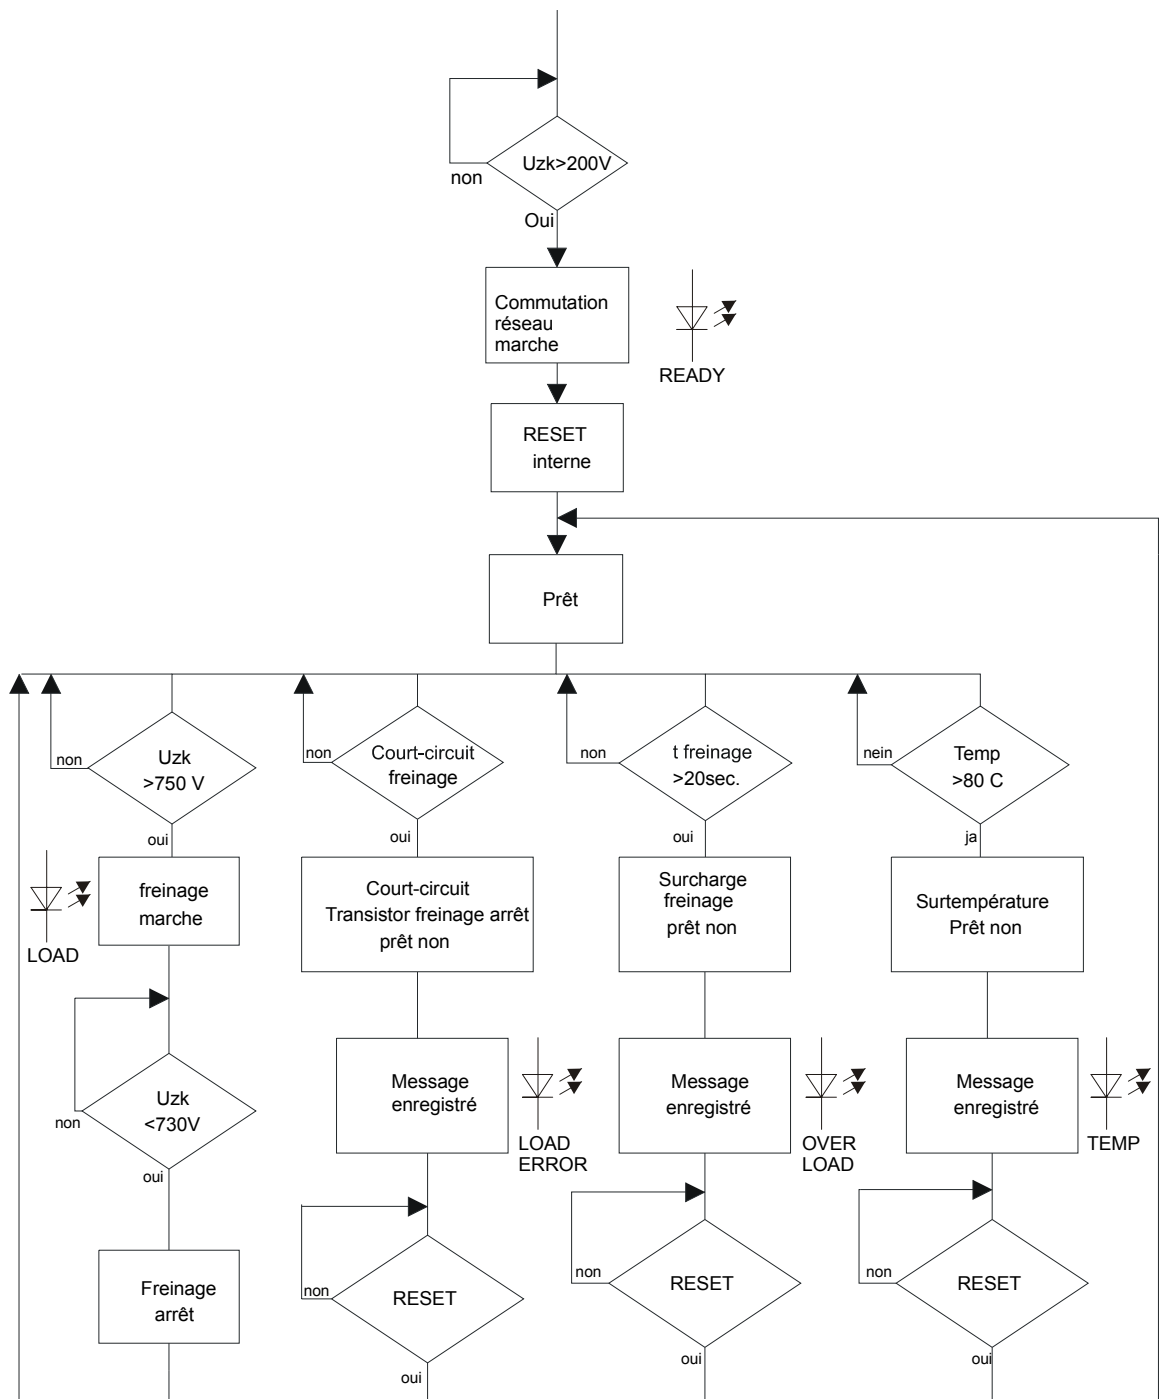 Uzk>200V
non
Oui
Commutation
réseau
marche
READY
RESET
interne
Prêt
non
Uzk
>750 V
oui
non
Court-circuit
freinage
oui
non
t freinage
>20sec.
oui
nein
Temp
>80 C
ja
freinage
marche
LOAD
Court-circuit
Transistor freinage arrêt
prêt non
Surcharge
freinage
prêt non
Surtempérature
Prêt non
Uzk
<730V
non
oui
Message
enregistré
LOAD
ERROR
Message
enregistré
OVER
LOAD
Message
enregistré
TEMP
Freinage
arrêt
non
RESET
oui
non
RESET
oui
non
RESET
oui